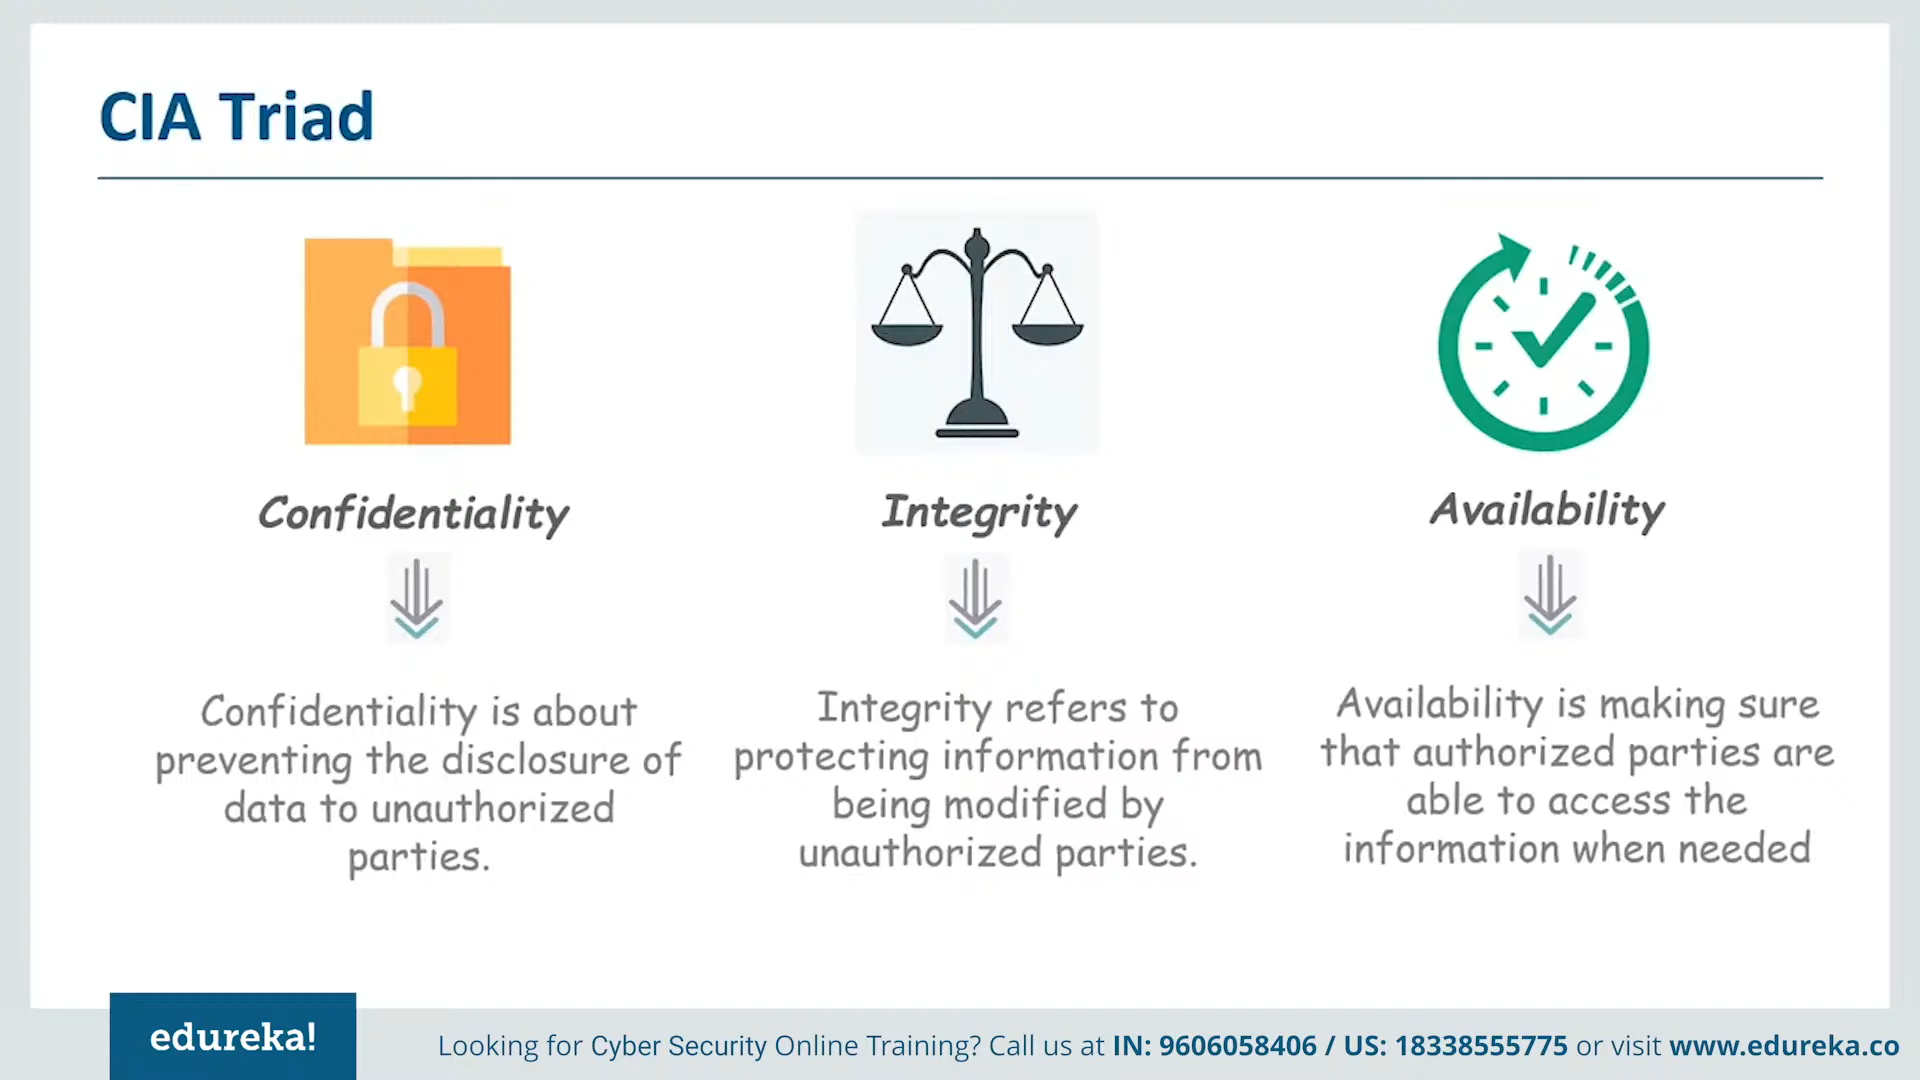 CIA Triad
Confidentiality
Confidentiality is about
preventing the disclosure of
data to unauthorized
parties.
Integrity
Integrity refers to
protecting information from
being modified by
unauthorized parties.
Availability
Availability is making sure
that authorized parties are
able to access the
information when needed
edureka!
Looking for Cyber Security Online Training? Call us at IN: 9606058406 / US: 18338555775 or visit www.edureka.co